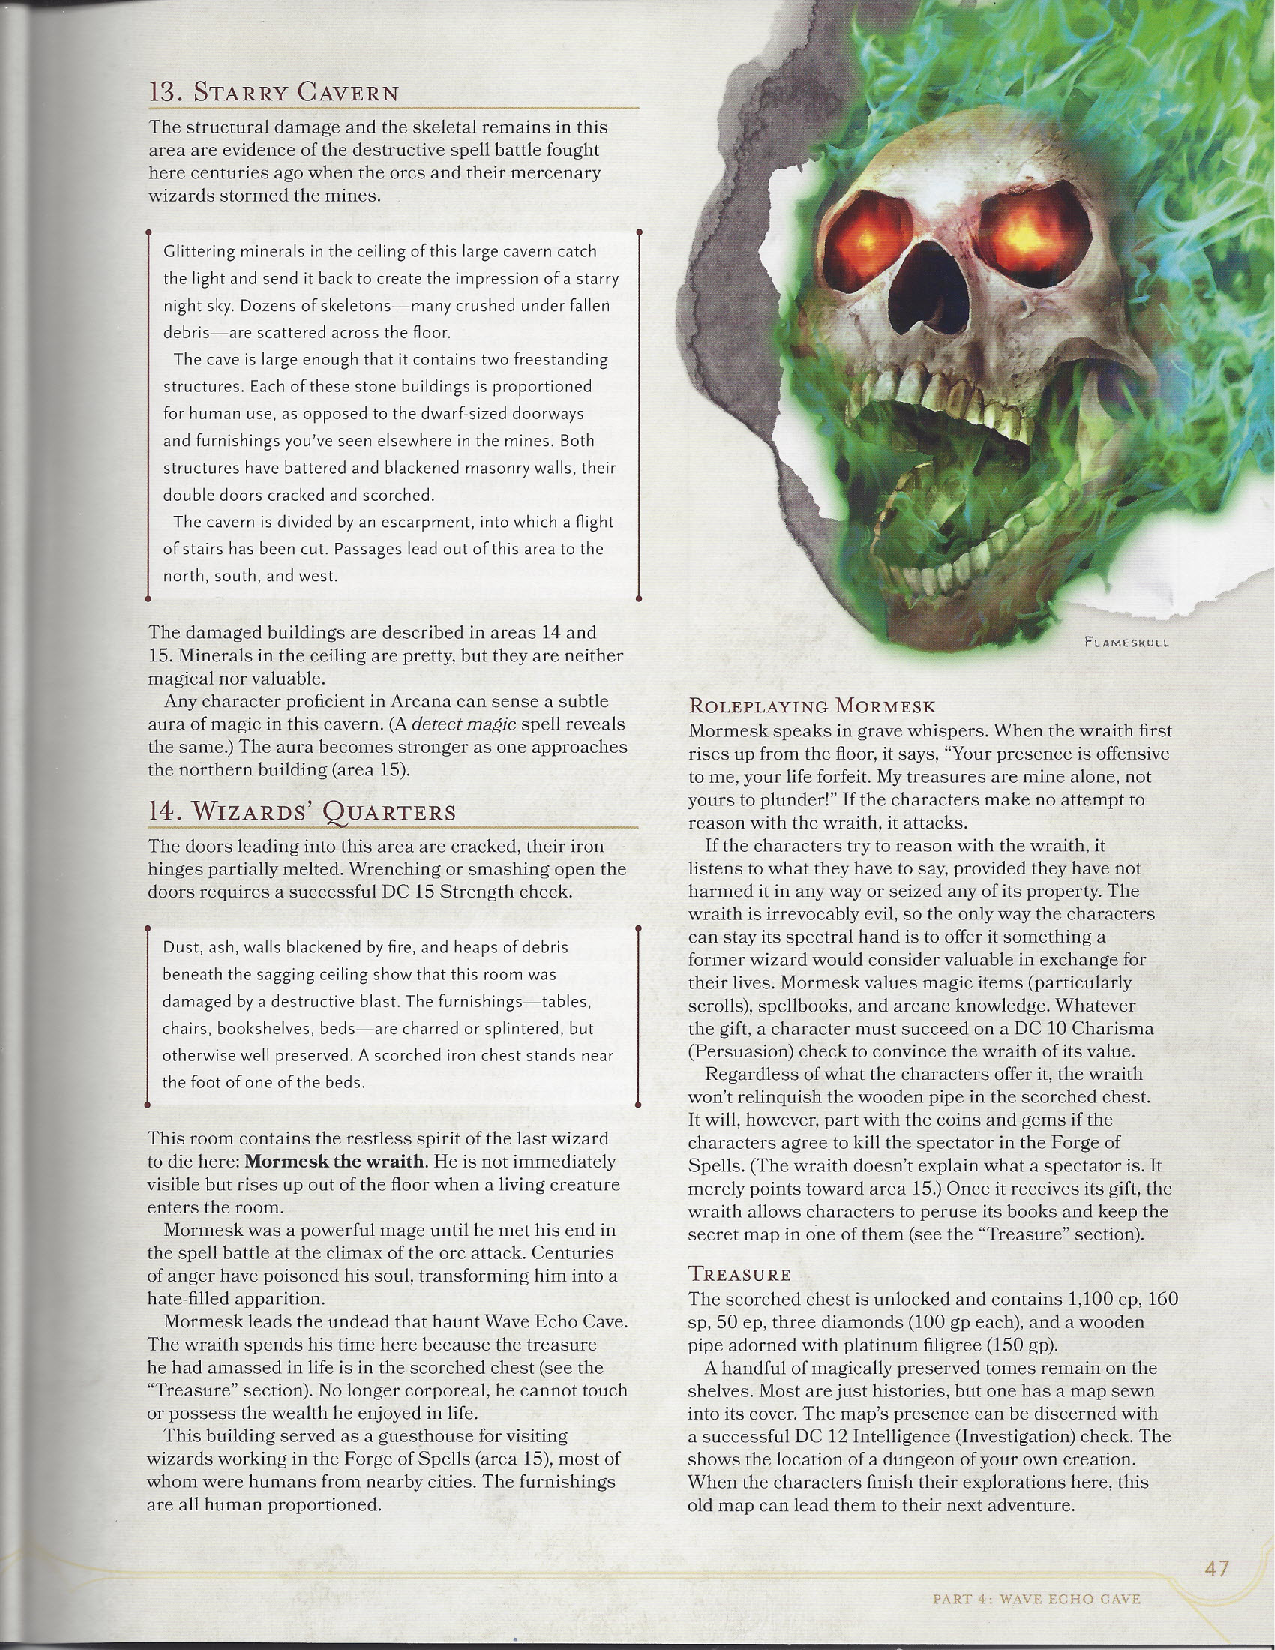 13. Starry Cavern
The structural damage and the skeletal remains in this
area are evidence of the destructive spell battle fought
here centuries ago when the orcs and their mercenary
wizards stormed the mines.
Glittering minerals in the ceiling of this large cavern catch
the light and send it back to create the impression of a starry
night sky. Dozens of skeletons—many crushed under fallen
debris—are scattered across the floor.
The cave is large enough that it contains two freestanding
structures. Each of these stone buildings is proportioned
for human use, as opposed to the dwarf-sized doorways
and furnishings you've seen elsewhere in the mines. Both
structures have battered and blackened masonry walls, their
double doors cracked and scorched.
The cavern is divided by an escarpment, into which a flight
of stairs has been cut. Passages lead out of this area to the
north, south, and west.
The damaged buildings are described in areas 14 and
15. Minerals in the ceiling are pretty, but they are neither
magical nor valuable.
Any character proficient in Arcana can sense a subtle
aura of magic in this cavern. (A detect magic spell reveals
the same.) The aura becomes stronger as one approaches
the northern building (area 15).
14. Wizards' Quarters
The doors leading into this area are cracked, their iron
hinges partially melted. Wrenching or smashing open the
doors requires a successful DC 15 Strength check.
Dust, ash, walls blackened by fire, and heaps of debris
beneath the sagging ceiling show that this room was
damaged by a destructive blast. The furnishings—tables,
chairs, bookshelves, beds—are charred or splintered, but
otherwise well preserved. A scorched iron chest stands near
the foot of one of the beds.
This room contains the restless spirit of the last wizard
to die here: Mormesk the wraith. He is not immediately
visible but rises up out of the floor when a living creature
enters the room.
Mormesk was a powerful mage until he met his end in
the spell battle at the climax of the orc attack. Centuries
of anger have poisoned his soul, transforming him into a
hate-filled apparition.
Mormesk leads the undead that haunt Wave Echo Cave.
The wraith spends his time here because the treasure
he had amassed in life is in the scorched chest (see the
“Treasure” section). No longer corporeal, he cannot touch
or possess the wealth he enjoyed in life.
This building served as a guesthouse for visiting
wizards working in the Forge of Spells (area 15), most of
whom were humans from nearby cities. The furnishings
are all human proportioned.
Flameskull
Roleplaying Mormesk
Mormesk speaks in grave whispers. When the wraith first
rises up from the floor, it says, “Your presence is offensive
to me, your life forfeit. My treasures are mine alone, not
yours to plunder!” If the characters make no attempt to
reason with the wraith, it attacks.
If the characters try to reason with the wraith, it
listens to what they have to say, provided they have not
harmed it in any way or seized any of its property. The
wraith is irrevocably evil, so the only way the characters
can stay its spectral hand is to offer it something a
former wizard would consider valuable in exchange for
their lives. Mormesk values magic items (particularly
scrolls), spellbooks, and arcane knowledge. Whatever
the gift, a character must succeed on a DC 10 Charisma
(Persuasion) check to convince the wraith of its value.
Regardless of what the characters offer it, the wraith
won't relinquish the wooden pipe in the scorched chest.
It will, however, part with the coins and gems if the
characters agree to kill the spectator in the Forge of
Spells. (The wraith doesn't explain what a spectator is. It
merely points toward area 15.) Once it receives its gift, the
wraith allows characters to peruse its books and keep the
secret map in one of them (see the “Treasure” section).
Treasure
The scorched chest is unlocked and contains 1,100 cp, 160
sp, 50 ep, three diamonds (100 gp each), and a wooden
pipe adorned with platinum filigree (150 gp).
A handful of magically preserved tomes remain on the
shelves. Most are just histories, but one has a map sewn
into its cover. The map's presence can be discerned with
a successful DC 12 Intelligence (Investigation) check. The
shows the location of a dungeon of your own creation.
When the characters finish their explorations here, this
old map can lead them to their next adventure.
47
PART 4: WAVE ECHO CAVE